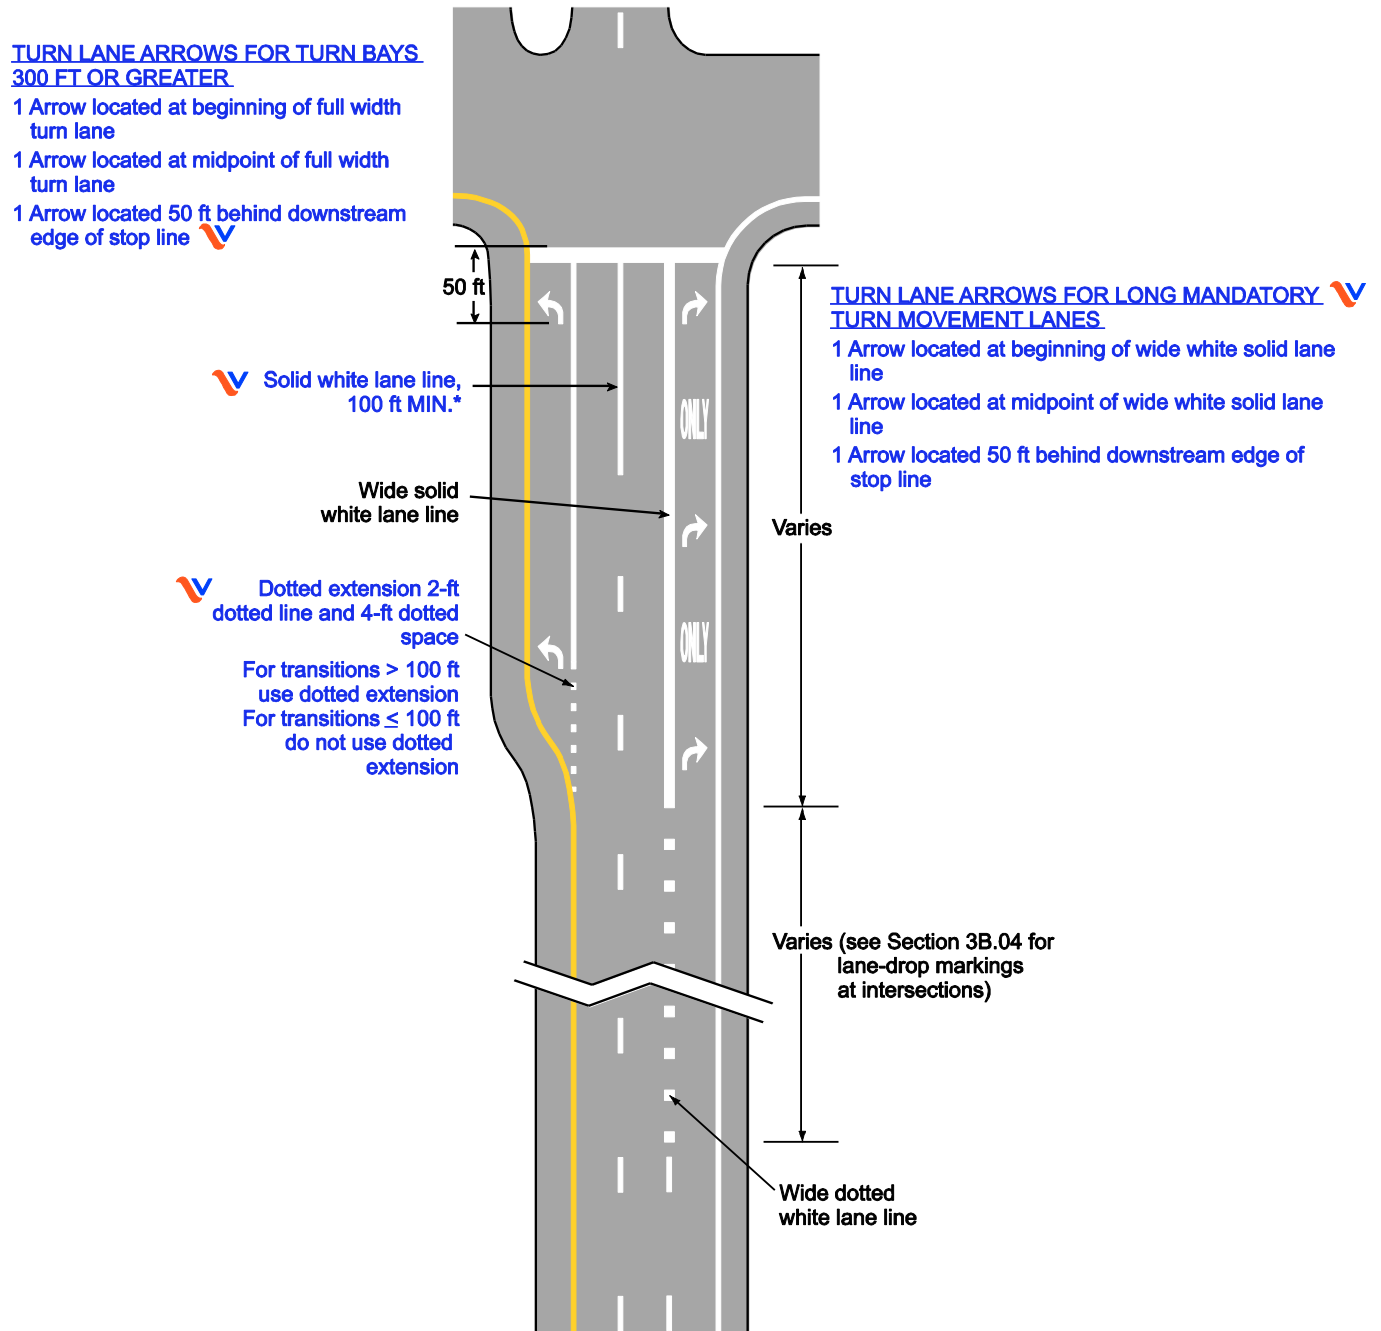 TURN LANE ARROWS FOR TURN BAYS
300 FT OR GREATER
1 Arrow located at beginning of full width
turn lane
1 Arrow located at midpoint of full width
turn lane
1 Arrow located 50 ft behind downstream
edge of stop line
50 ft
TURN LANE ARROWS FOR LONG MANDATORY
TURN MOVEMENT LANES
1 Arrow located at beginning of wide white solid lane
line
1 Arrow located at midpoint of wide white solid lane
line
1 Arrow located 50 ft behind downstream edge of
stop line
Solid white lane line,
100 ft MIN.*
ONLY
Wide solid
white lane line
Varies
Dotted extension 2-ft
dotted line and 4-ft dotted
space
ONLY
For transitions > 100 ft
use dotted extension
For transitions ≤ 100 ft
do not use dotted
extension
Varies (see Section 3B.04 for
lane-drop markings
at intersections)
Wide dotted
white lane line